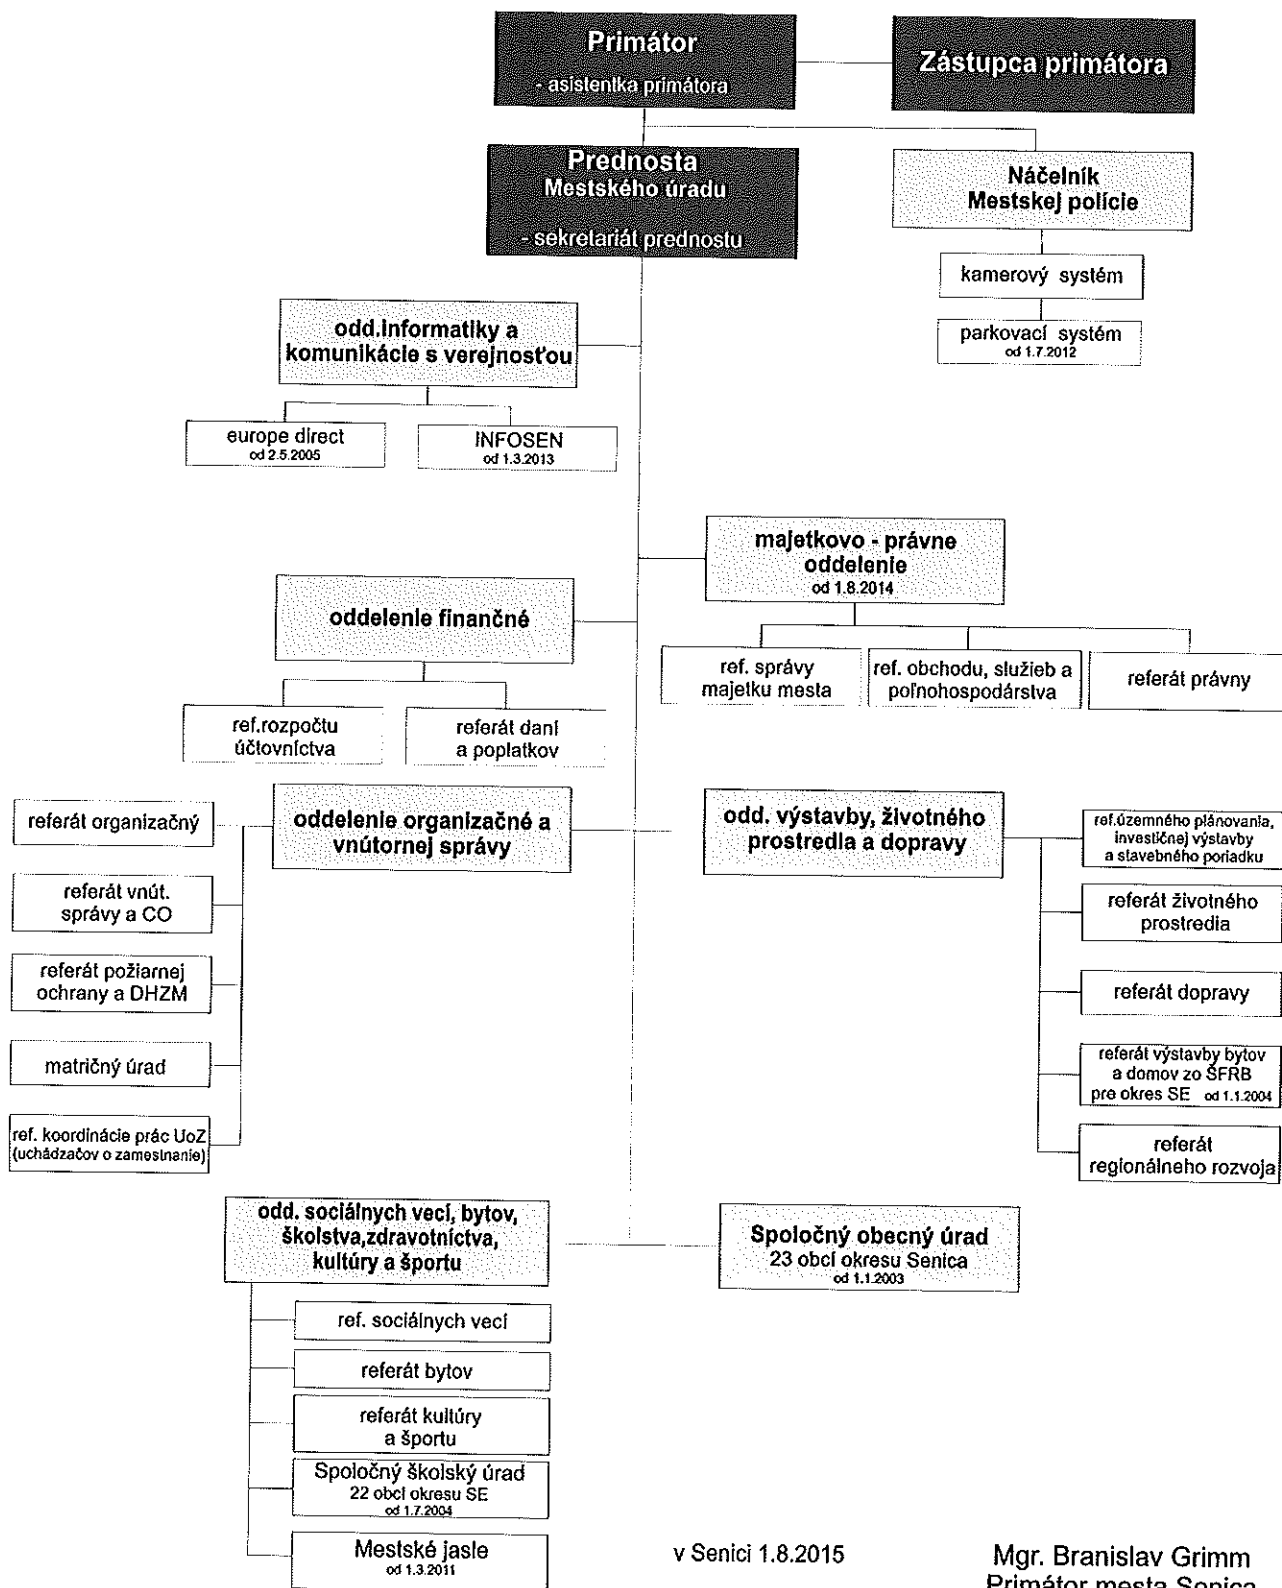 Primátor
- asistentka primátora
Zástupca primátora
Prednosta
Mestského úradu
- sekretariát prednostu
Náčelník
Mestskej polície
kamerový systém
parkovací systém
od 1.7.2012
odd.informatiky a
komunikácie s verejnosťou
europe direct
od 2.5.2005
INFOSEN
od 1.3.2013
majetkovo - právne
oddelenie
od 1.8.2014
oddelenie finančné
ref. správy
majetku mesta
ref. obchodu, služieb a
poľnohospodárstva
referát právny
ref.rozpočtu
účtovníctva
referát daní
a poplatkov
referát organizačný
oddelenie organizačné a
vnútornej správy
odd. výstavby, životného
prostredia a dopravy
ref.územného plánovania,
investičnej výstavby
a stavebného poriadku
referát vnút.
správy a CO
referát životného
prostredia
referát požiarnej
ochrany a DHZM
referát dopravy
matričný úrad
referát výstavby bytov
a domov zo ŠFRB
pre okres SE od 1.1.2004
ref. koordinácie prác UoZ
(uchádzačov o zamestnanie)
referát
regionálneho rozvoja
odd. sociálnych vecí, bytov,
školstva,zdravotníctva,
kultúry a športu
Spoločný obecný úrad
23 obcí okresu Senica
od 1.1.2003
ref. sociálnych vecí
referát bytov
referát kultúry
a športu
Spoločný školský úrad
22 obcí okresu SE
od 1.7.2004
Mestské jasle
od 1.3.2011
v Senici 1.8.2015
Mgr. Branislav Grimm
Primátor mesta Senica